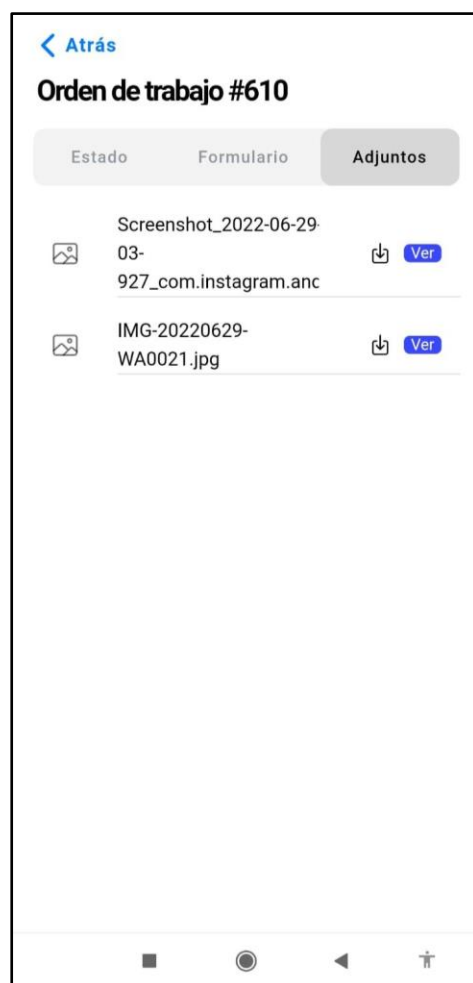 Atrás
Orden de trabajo #610
Estado Formulario Adjuntos
Screenshot_2022-06-29-
03-
927_com.instagram.anc
Ver
IMG-20220629-
WA0021.jpg
Ver